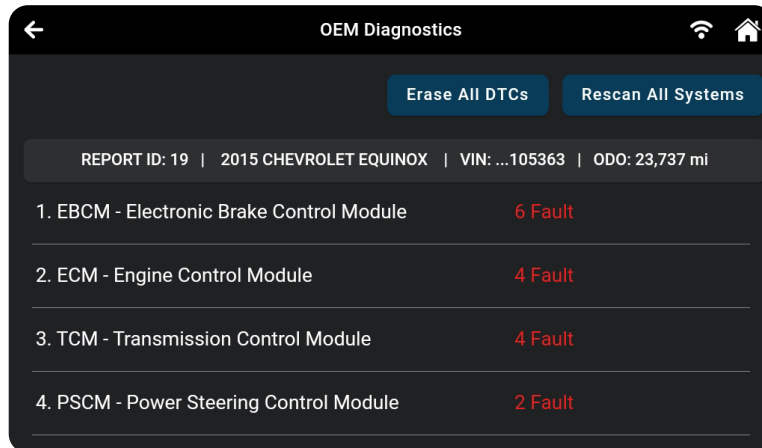 OEM Diagnostics
Erase All DTCs Rescan All Systems
REPORT ID: 19 | 2015 CHEVROLET EQUINOX | VIN: ...105363 | ODO: 23,737 mi
1. EBCM - Electronic Brake Control Module 6 Fault
2. ECM - Engine Control Module 4 Fault
3. TCM - Transmission Control Module 4 Fault
4. PSCM - Power Steering Control Module 2 Fault